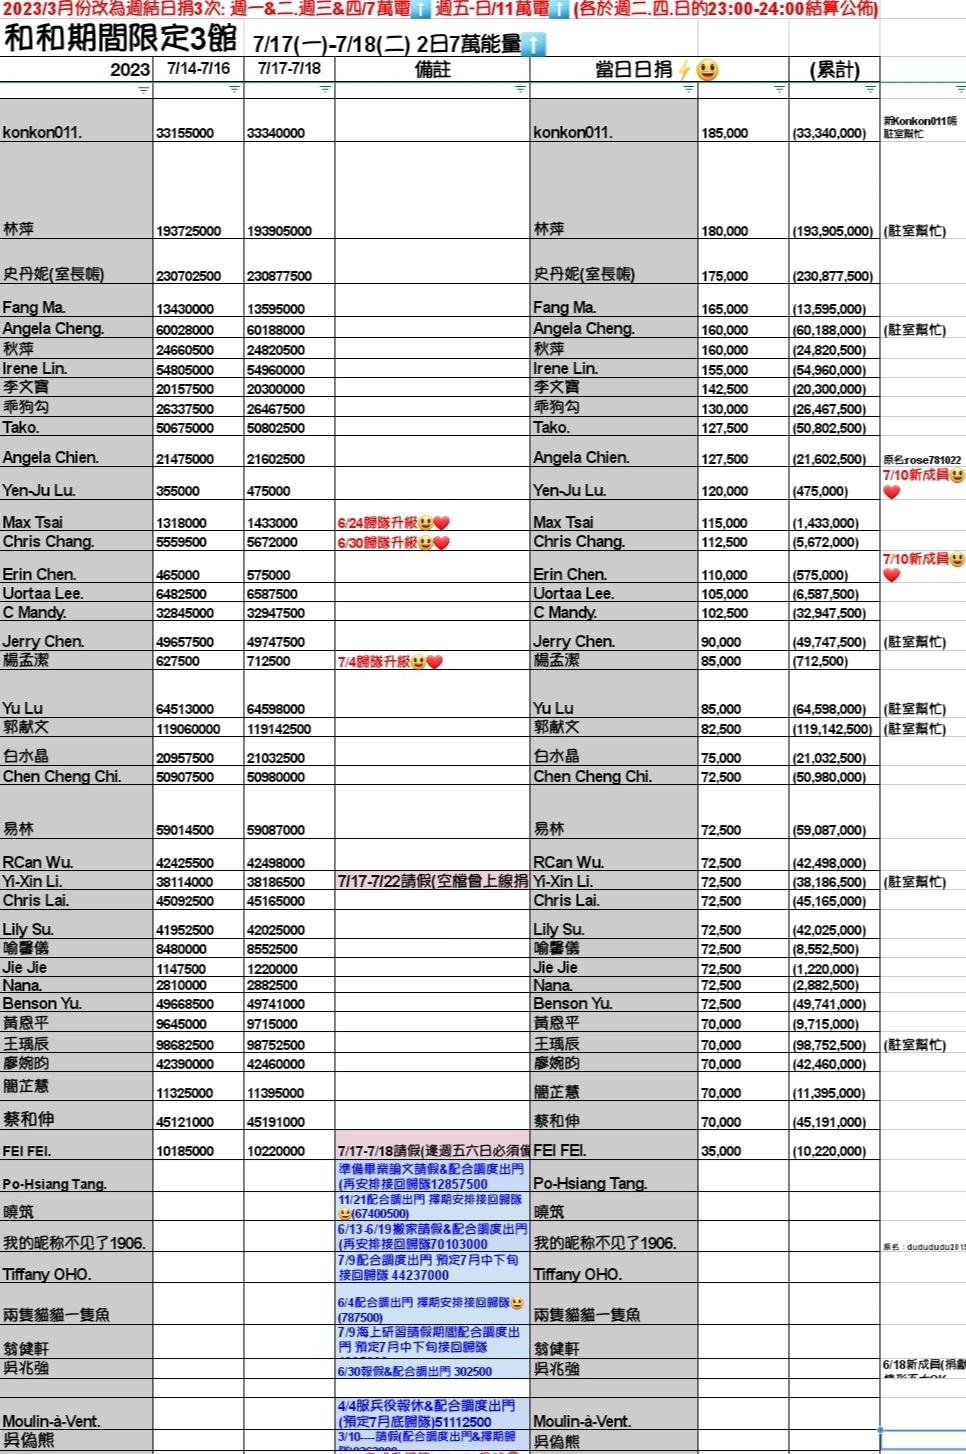 2023/3月份改為週結日捐3次: 週一&二.週三&四/7萬電⬆️ 週五-日/11萬電⬆️ (各於週二.四.日的23:00-24:00結算公佈)
和和期間限定3館 7/17(一)-7/18(二) 2日7萬能量⬆️
2023 7/14-7/16 7/17-7/18 備註 當日日捐⚡😃 (累計)
konkon011. 33155000 33340000 konkon011. 185,000 (33,340,000) 新Konkon011帳
駐室幫忙
林萍 193725000 193905000 林萍 180,000 (193,905,000) (駐室幫忙)
史丹妮(室長帳) 230702500 230877500 史丹妮(室長帳) 175,000 (230,877,500)
Fang Ma. 13430000 13595000 Fang Ma. 165,000 (13,595,000)
Angela Cheng. 60028000 60188000 Angela Cheng. 160,000 (60,188,000) (駐室幫忙)
秋萍 24660500 24820500 秋萍 160,000 (24,820,500)
Irene Lin. 54805000 54960000 Irene Lin. 155,000 (54,960,000)
李文寶 20157500 20300000 李文寶 142,500 (20,300,000)
乖狗勾 26337500 26467500 乖狗勾 130,000 (26,467,500)
Tako. 50675000 50802500 Tako. 127,500 (50,802,500)
Angela Chien. 21475000 21602500 Angela Chien. 127,500 (21,602,500) 原名:rose781022
7/10新成員😃
Yen-Ju Lu. 355000 475000 Yen-Ju Lu. 120,000 (475,000) ❤️
Max Tsai 1318000 1433000 6/24歸隊升級😃❤️ Max Tsai 115,000 (1,433,000)
Chris Chang. 5559500 5672000 6/30歸隊升級😃❤️ Chris Chang. 112,500 (5,672,000)
7/10新成員😃
Erin Chen. 465000 575000 Erin Chen. 110,000 (575,000) ❤️
Uortaa Lee. 6482500 6587500 Uortaa Lee. 105,000 (6,587,500)
C Mandy. 32845000 32947500 C Mandy. 102,500 (32,947,500)
Jerry Chen. 49657500 49747500 Jerry Chen. 90,000 (49,747,500) (駐室幫忙)
楊孟潔 627500 712500 7/4歸隊升級😃❤️ 楊孟潔 85,000 (712,500)
Yu Lu 64513000 64598000 Yu Lu 85,000 (64,598,000) (駐室幫忙)
郭献文 119060000 119142500 郭献文 82,500 (119,142,500) (駐室幫忙)
白水晶 20957500 21032500 白水晶 75,000 (21,032,500)
Chen Cheng Chi. 50907500 50980000 Chen Cheng Chi. 72,500 (50,980,000)
易林 59014500 59087000 易林 72,500 (59,087,000)
RCan Wu. 42425500 42498000 RCan Wu. 72,500 (42,498,000)
Yi-Xin Li. 38114000 38186500 7/17-7/22請假(空檔會上線捐 Yi-Xin Li. 72,500 (38,186,500) (駐室幫忙)
Chris Lai. 45092500 45165000 Chris Lai. 72,500 (45,165,000)
Lily Su. 41952500 42025000 Lily Su. 72,500 (42,025,000)
喻馨儀 8480000 8552500 喻馨儀 72,500 (8,552,500)
Jie Jie 1147500 1220000 Jie Jie 72,500 (1,220,000)
Nana. 2810000 2882500 Nana. 72,500 (2,882,500)
Benson Yu. 49668500 49741000 Benson Yu. 72,500 (49,741,000)
黃恩平 9645000 9715000 黃恩平 70,000 (9,715,000)
王瑀辰 98682500 98752500 王瑀辰 70,000 (98,752,500) (駐室幫忙)
廖婉昀 42390000 42460000 廖婉昀 70,000 (42,460,000)
簡芷慧 11325000 11395000 簡芷慧 70,000 (11,395,000)
蔡和伸 45121000 45191000 蔡和伸 70,000 (45,191,000)
FEI FEI. 10185000 10220000 7/17-7/18請假(逢週五六日必須備 FEI FEI. 35,000 (10,220,000)
準備畢業論文請假&配合調度出門
Po-Hsiang Tang. (再安排接回歸隊12857500 Po-Hsiang Tang.
11/21配合調出門 擇期安排接回歸隊
曉筑 😃(67400500) 曉筑
6/13-6/19搬家請假&配合調度出門
我的昵称不见了1906. (再安排接回歸隊70103000 我的昵称不见了1906. 原名：dudududu2015
7/9配合調度出門 預定7月中下旬
Tiffany OHO. 接回歸隊 44237000 Tiffany OHO.
6/4配合調出門 擇期安排接回歸隊😃
兩隻貓貓一隻魚 (787500) 兩隻貓貓一隻魚
7/9海上研習請假期間配合調度出
翁健軒 門 預定7月中下旬接回歸隊 翁健軒
吳兆強 6/30報假&配合調出門 302500 吳兆強 6/18新成員(捐獻
4/4服兵役報休&配合調度出門
Moulin-à-Vent. (預定7月底歸隊)51112500 Moulin-à-Vent.
吳偽熊 3/10----請假(配合調度出門&擇期歸 吳偽熊